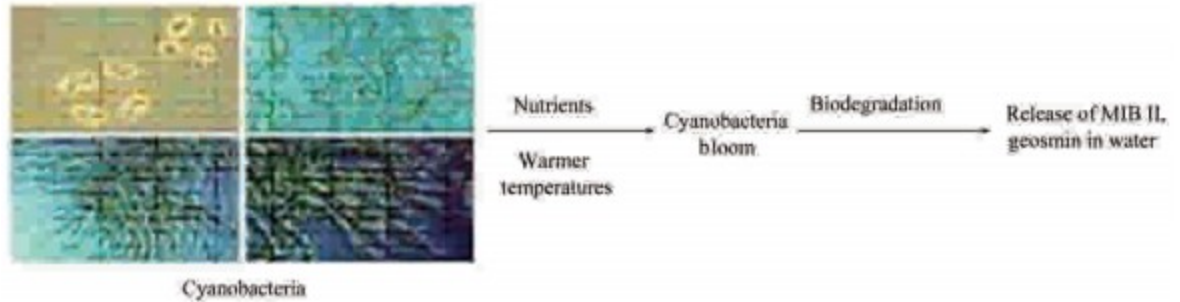 Nutrients
Warmer
temperatures
Cyanobacteria
bloom
Biodegradation
Release of MIB II,
geosmin in water
Cyanobacteria